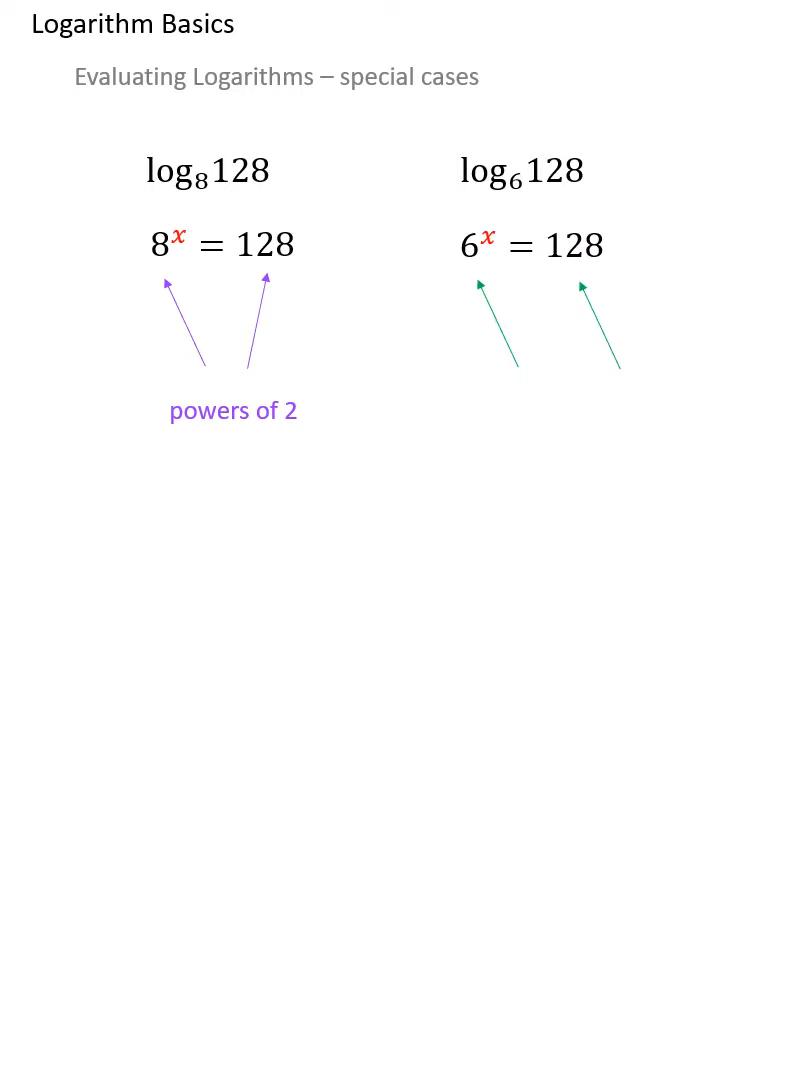 Logarithm Basics
Evaluating Logarithms – special cases
log₈128 log₆128
8ˣ = 128 6ˣ = 128
powers of 2